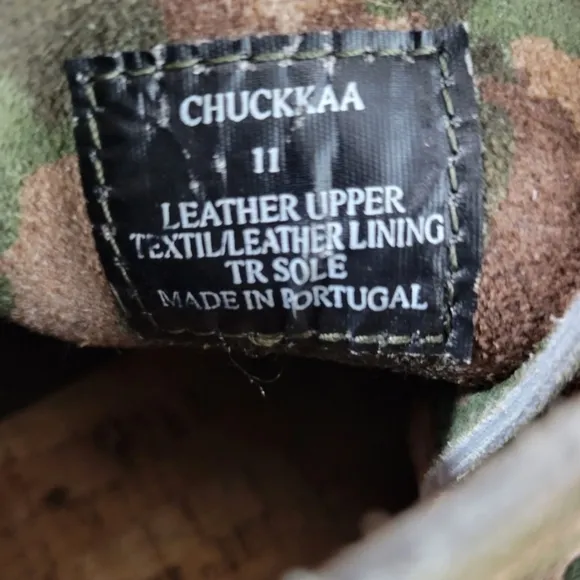 CHUCKKAA
11
LEATHER UPPER
TEXTIL/LEATHER LINING
TR SOLE
MADE IN PORTUGAL